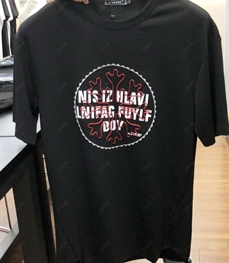 NIS IZ HLAVI
LNIFAG FUYLF
BOY